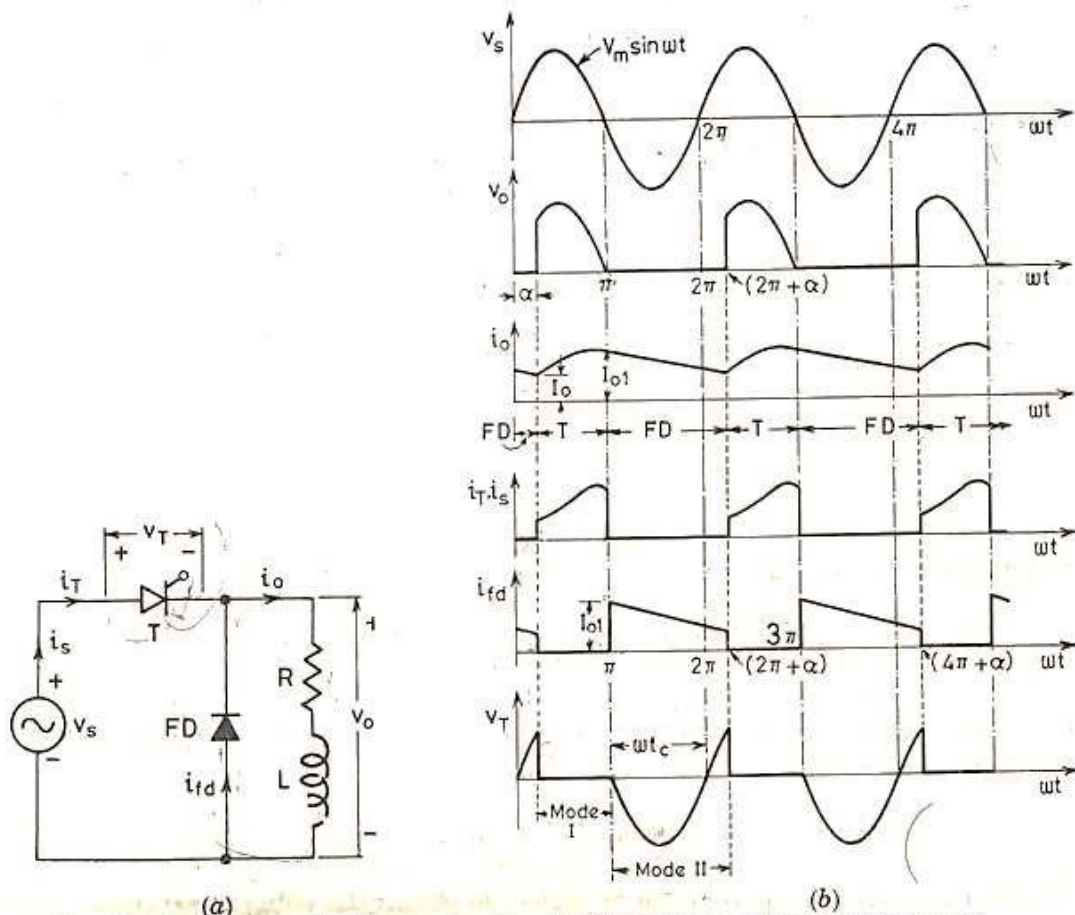 v_s
V_m sin ωt
2π
4π
ωt
v_o
α
π
2π
(2π+α)
ωt
i_o
I_o
I_o1
ωt
FD T FD T FD T
i_T,i_s
ωt
i_fd
I_o1
3π
π
2π
(2π+α)
(4π+α)
ωt
v_T
ωt_c
ωt
Mode
I
Mode II
(b)
v_T
+ −
i_T
i_o
T
+
i_s
+
R
v_s
FD
v_o
−
i_fd
L
−
(a)